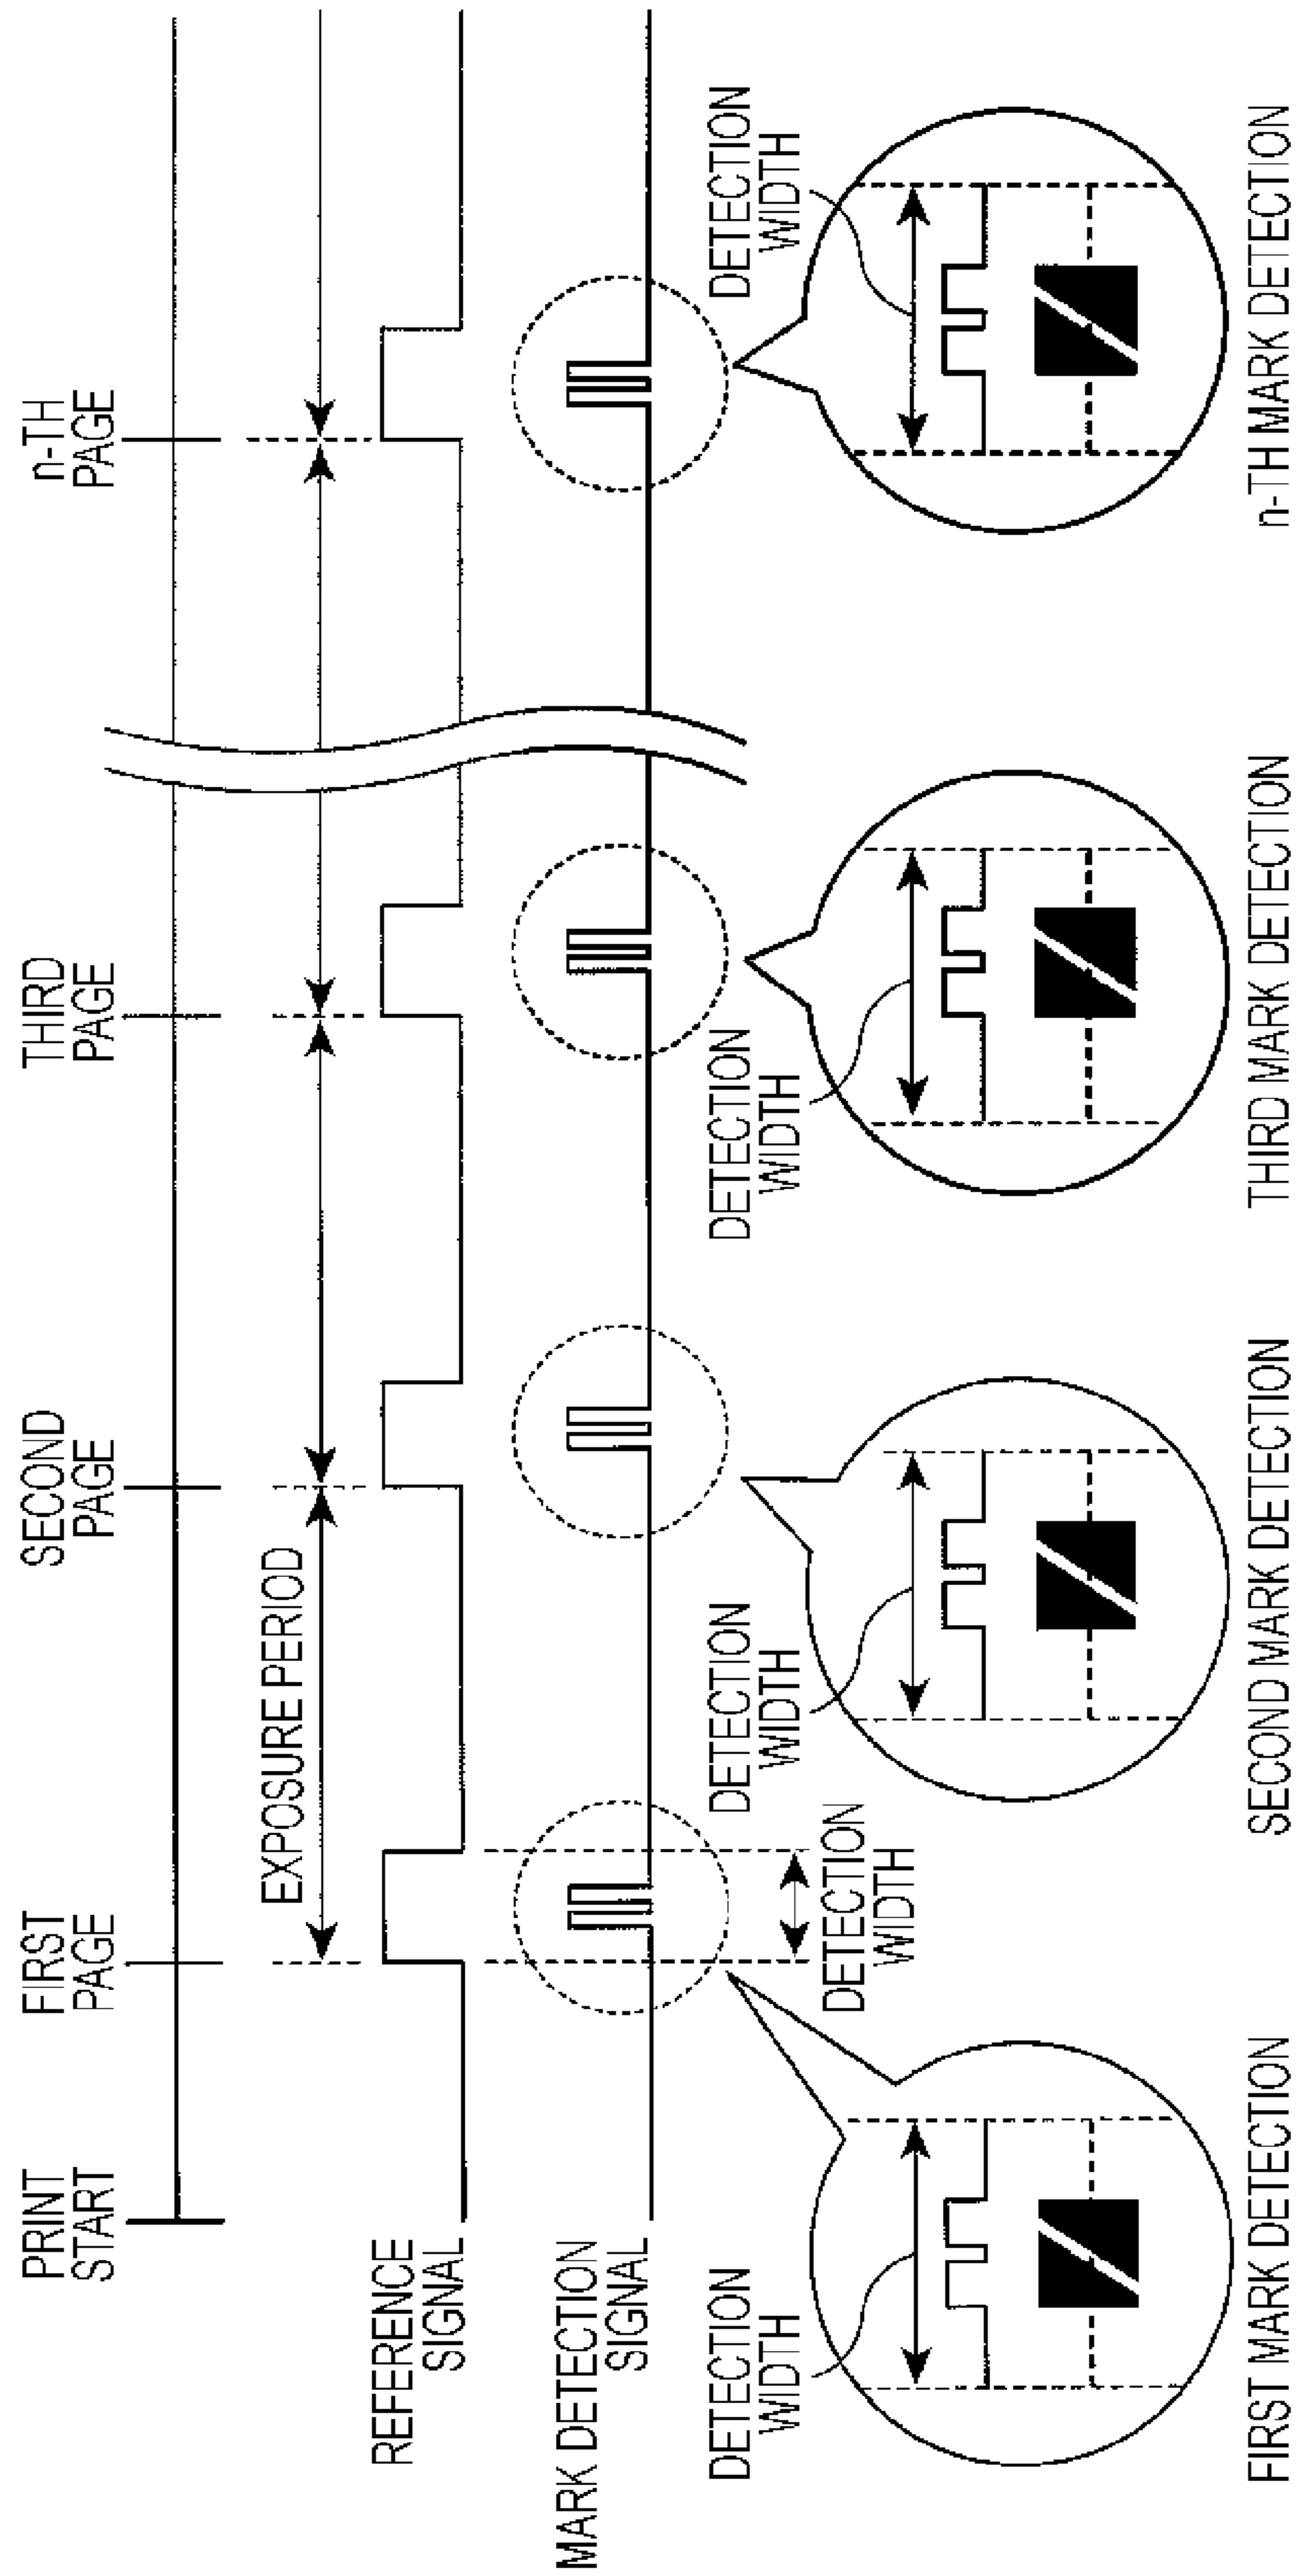 PRINT
START
FIRST
PAGE
SECOND
PAGE
THIRD
PAGE
n-TH
PAGE
EXPOSURE PERIOD
REFERENCE
SIGNAL
MARK DETECTION
SIGNAL
DETECTION
WIDTH
DETECTION
WIDTH
DETECTION
WIDTH
DETECTION
WIDTH
DETECTION
WIDTH
FIRST MARK DETECTION
SECOND MARK DETECTION
THIRD MARK DETECTION
n-TH MARK DETECTION